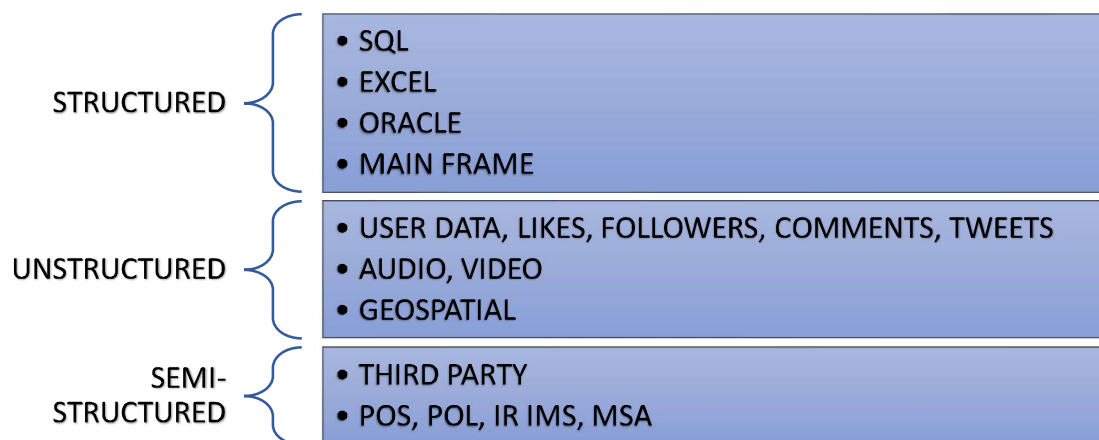 STRUCTURED
• SQL
• EXCEL
• ORACLE
• MAIN FRAME
UNSTRUCTURED
• USER DATA, LIKES, FOLLOWERS, COMMENTS, TWEETS
• AUDIO, VIDEO
• GEOSPATIAL
SEMI-
STRUCTURED
• THIRD PARTY
• POS, POL, IR IMS, MSA